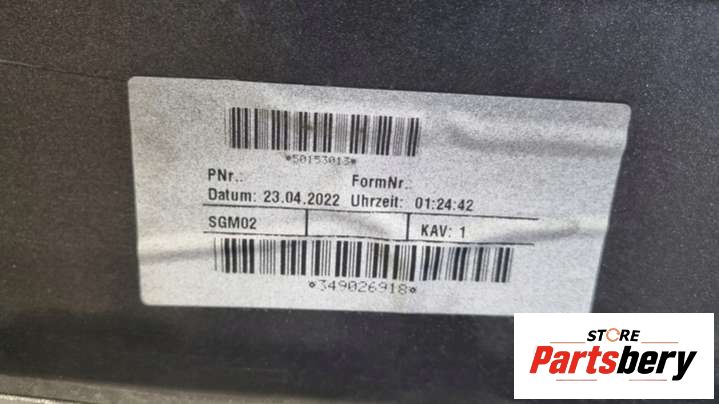 *50153013*
PNr.: FormNr.:
Datum: 23.04.2022 Uhrzeit: 01:24:42
SGM02 KAV: 1
*349026918*
STORE
Partsbery